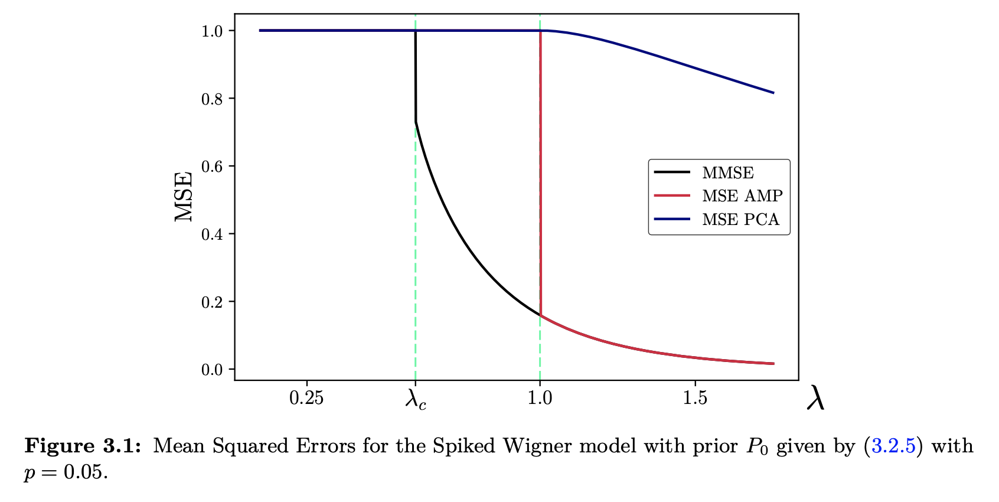 1.0
0.8
0.6
0.4
0.2
0.0
MSE
MMSE
MSE AMP
MSE PCA
0.25 λc 1.0 1.5 λ
Figure 3.1: Mean Squared Errors for the Spiked Wigner model with prior P0 given by (3.2.5) with
p = 0.05.